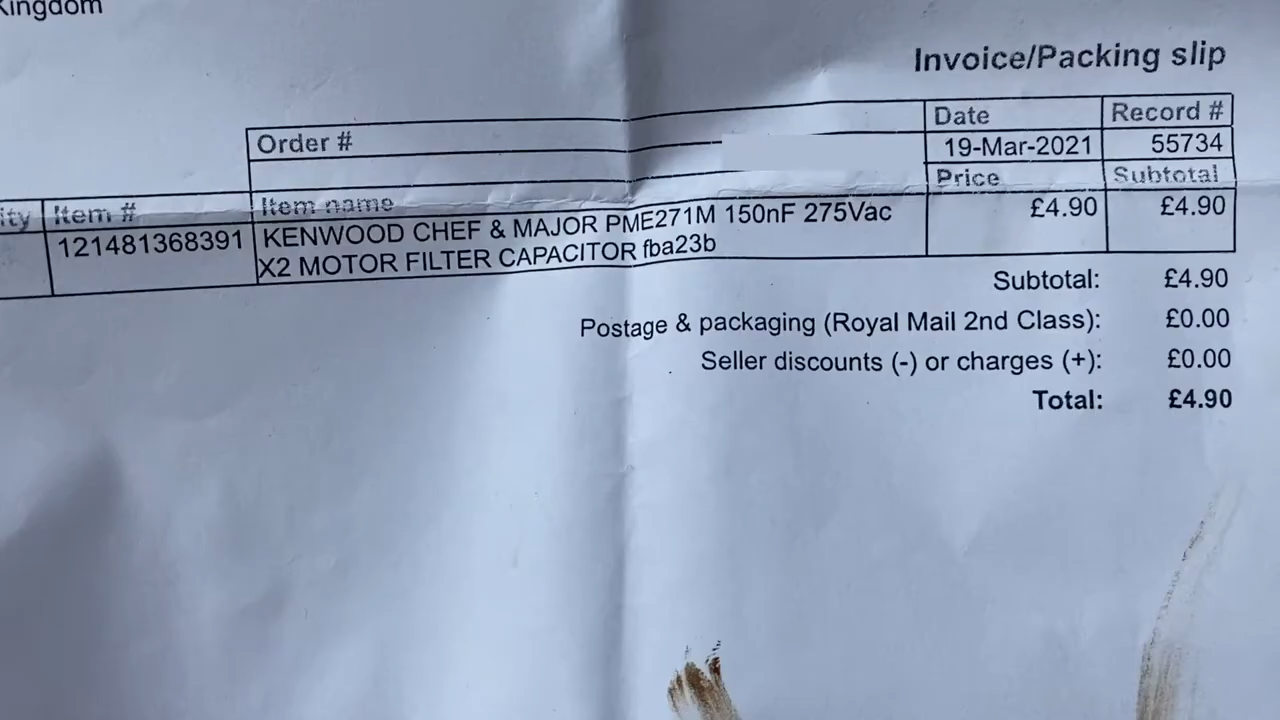 Kingdom
Invoice/Packing slip
Order #
Date
Record #
19-Mar-2021
55734
Price
Subtotal
ity
Item #
Item name
121481368391
KENWOOD CHEF & MAJOR PME271M 150nF 275Vac
X2 MOTOR FILTER CAPACITOR fba23b
£4.90
£4.90
Subtotal: £4.90
Postage & packaging (Royal Mail 2nd Class): £0.00
Seller discounts (-) or charges (+): £0.00
Total: £4.90